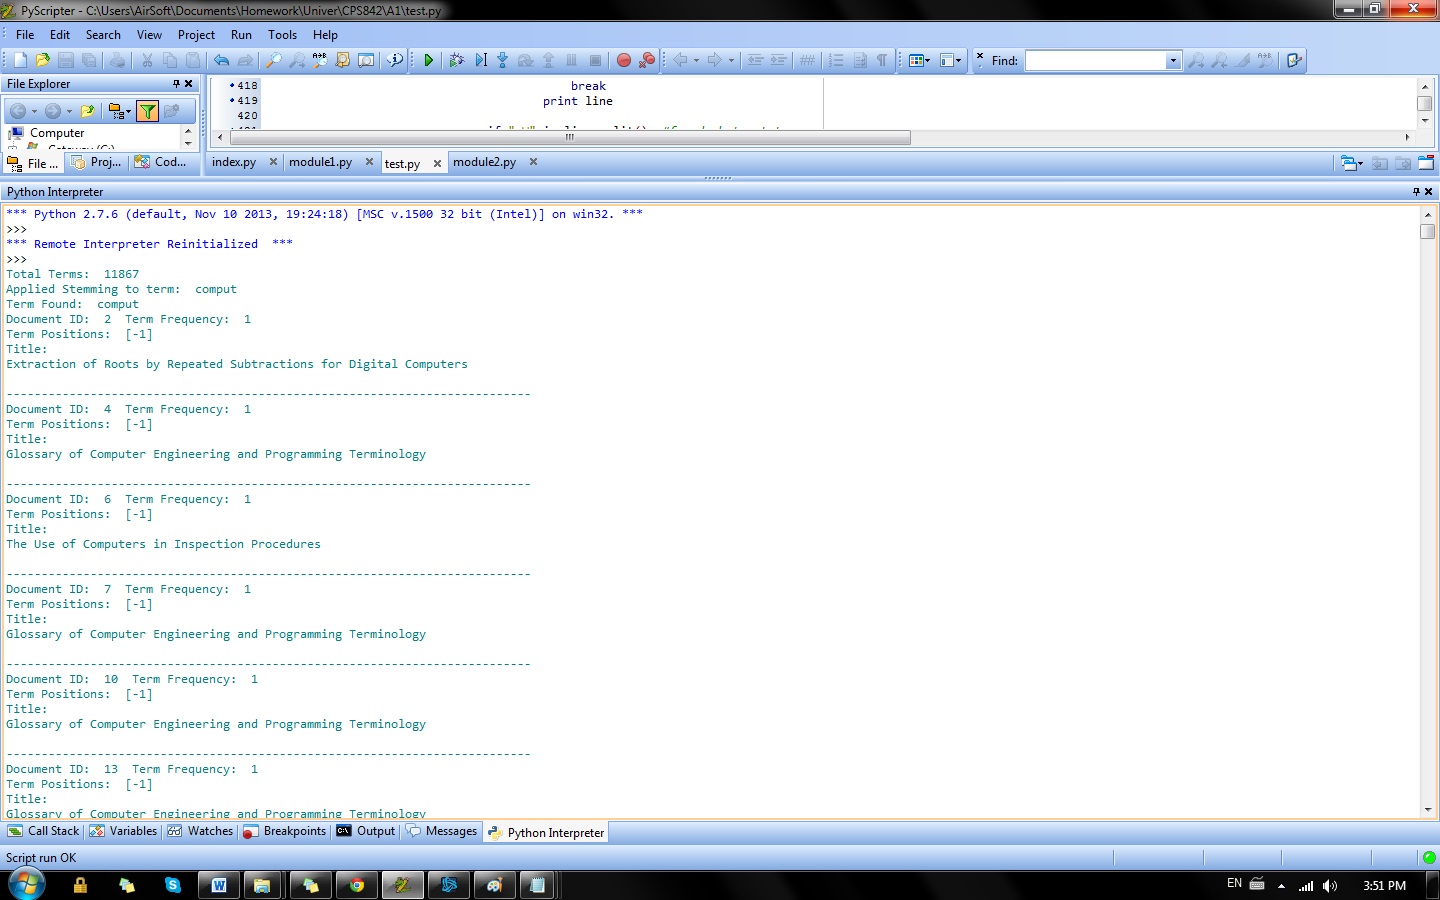 PyScripter - C:\Users\AirSoft\Documents\Homework\Univer\CPS842\A1\test.py
File Edit Search View Project Run Tools Help
Find:
File Explorer
418 break
419 print line
420
Computer
File ... Proj... Cod...
index.py module1.py test.py module2.py
Python Interpreter
*** Python 2.7.6 (default, Nov 10 2013, 19:24:18) [MSC v.1500 32 bit (Intel)] on win32. ***
>>>
*** Remote Interpreter Reinitialized  ***
>>>
Total Terms:  11867
Applied Stemming to term:  comput
Term Found:  comput
Document ID:  2  Term Frequency:  1
Term Positions:  [-1]
Title:
Extraction of Roots by Repeated Subtractions for Digital Computers
---------------------------------------------------------------------------
Document ID:  4  Term Frequency:  1
Term Positions:  [-1]
Title:
Glossary of Computer Engineering and Programming Terminology
---------------------------------------------------------------------------
Document ID:  6  Term Frequency:  1
Term Positions:  [-1]
Title:
The Use of Computers in Inspection Procedures
---------------------------------------------------------------------------
Document ID:  7  Term Frequency:  1
Term Positions:  [-1]
Title:
Glossary of Computer Engineering and Programming Terminology
---------------------------------------------------------------------------
Document ID:  10  Term Frequency:  1
Term Positions:  [-1]
Title:
Glossary of Computer Engineering and Programming Terminology
---------------------------------------------------------------------------
Document ID:  13  Term Frequency:  1
Term Positions:  [-1]
Title:
Glossary of Computer Engineering and Programming Terminology
Call Stack Variables Watches Breakpoints Output Messages Python Interpreter
Script run OK
EN 3:51 PM